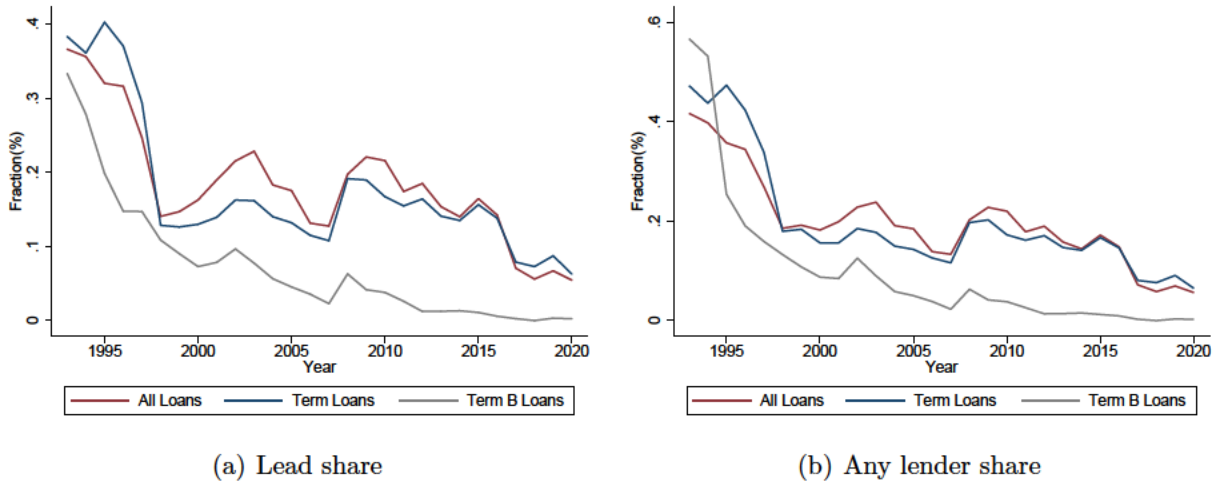 .4
.3
.2
.1
0
Fraction(%)
1995 2000 2005 2010 2015 2020
Year
All Loans Term Loans Term B Loans
(a) Lead share
.6
.4
.2
0
Fraction(%)
1995 2000 2005 2010 2015 2020
Year
All Loans Term Loans Term B Loans
(b) Any lender share